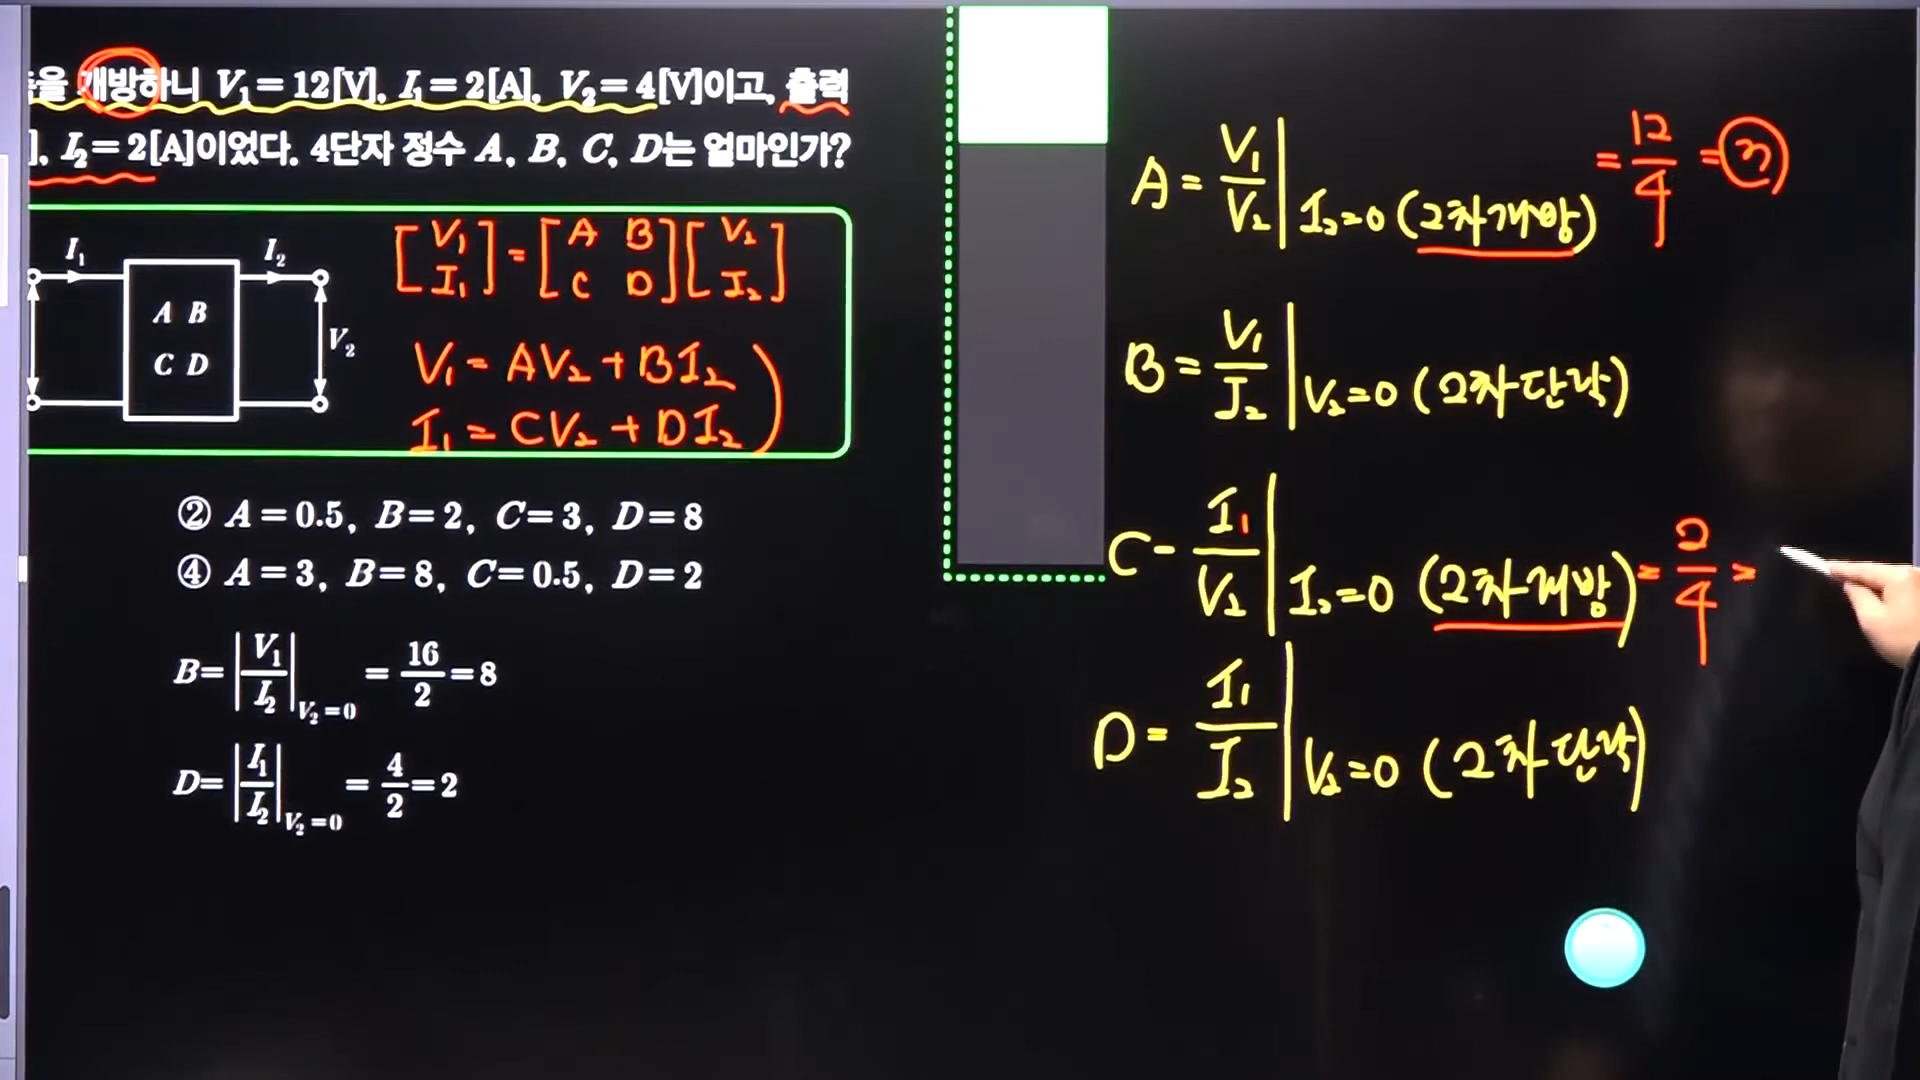 을 개방하니 V₁=12[V], I₁=2[A], V₂=4[V]이고, 출력
], I₂=2[A]이었다. 4단자 정수 A, B, C, D는 얼마인가?
I₁ I₂
A B
C D
V₂
[V₁ I₁] = [A B C D] [V₂ I₂]
V₁ = AV₂ + BI₂
I₁ = CV₂ + DI₂
② A=0.5, B=2, C=3, D=8
④ A=3, B=8, C=0.5, D=2
B=|V₁/I₂|V₂=0 = 16/2 = 8
D=|I₁/I₂|V₂=0 = 4/2 = 2
A = V₁/V₂ | I₂=0 (2차개방) = 12/4 = 3
B = V₁/I₂ | V₂=0 (2차단락)
C = I₁/V₂ | I₂=0 (2차개방) = 2/4 =
D = I₁/I₂ | V₂=0 (2차단락)